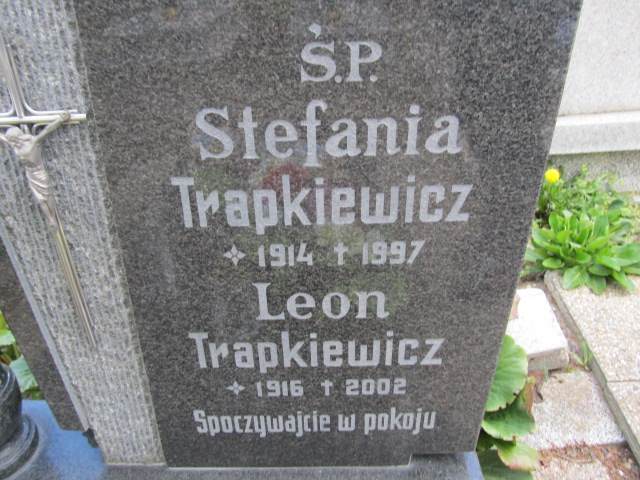 Ś.P.
Stefania
Trapkiewicz
1914 † 1997
Leon
Trapkiewicz
1916 † 2002
Spoczywajcie w pokoju